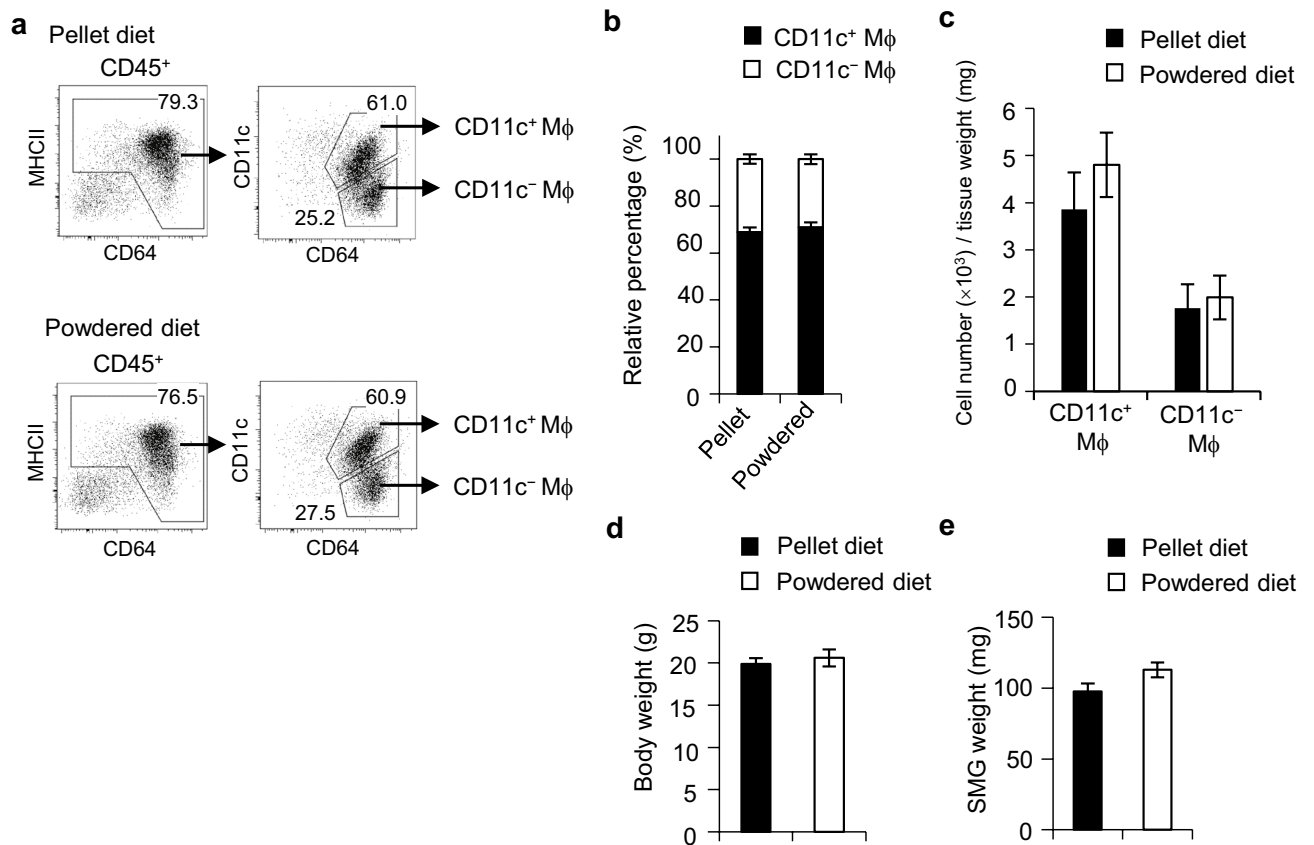 a
Pellet diet
CD45⁺
79.3
MHCII
CD64
61.0
CD11c
25.2
CD64
CD11c⁺ Mϕ
CD11c⁻ Mϕ
Powdered diet
CD45⁺
76.5
MHCII
CD64
60.9
CD11c
27.5
CD64
CD11c⁺ Mϕ
CD11c⁻ Mϕ
b
CD11c⁺ Mϕ
CD11c⁻ Mϕ
Relative percentage (%)
100
80
60
40
20
0
Pellet
Powdered
c
Pellet diet
Powdered diet
Cell number (×10³) / tissue weight (mg)
6
5
4
3
2
1
0
CD11c⁺
Mϕ
CD11c⁻
Mϕ
d
Pellet diet
Powdered diet
Body weight (g)
25
20
15
10
5
0
e
Pellet diet
Powdered diet
SMG weight (mg)
150
100
50
0